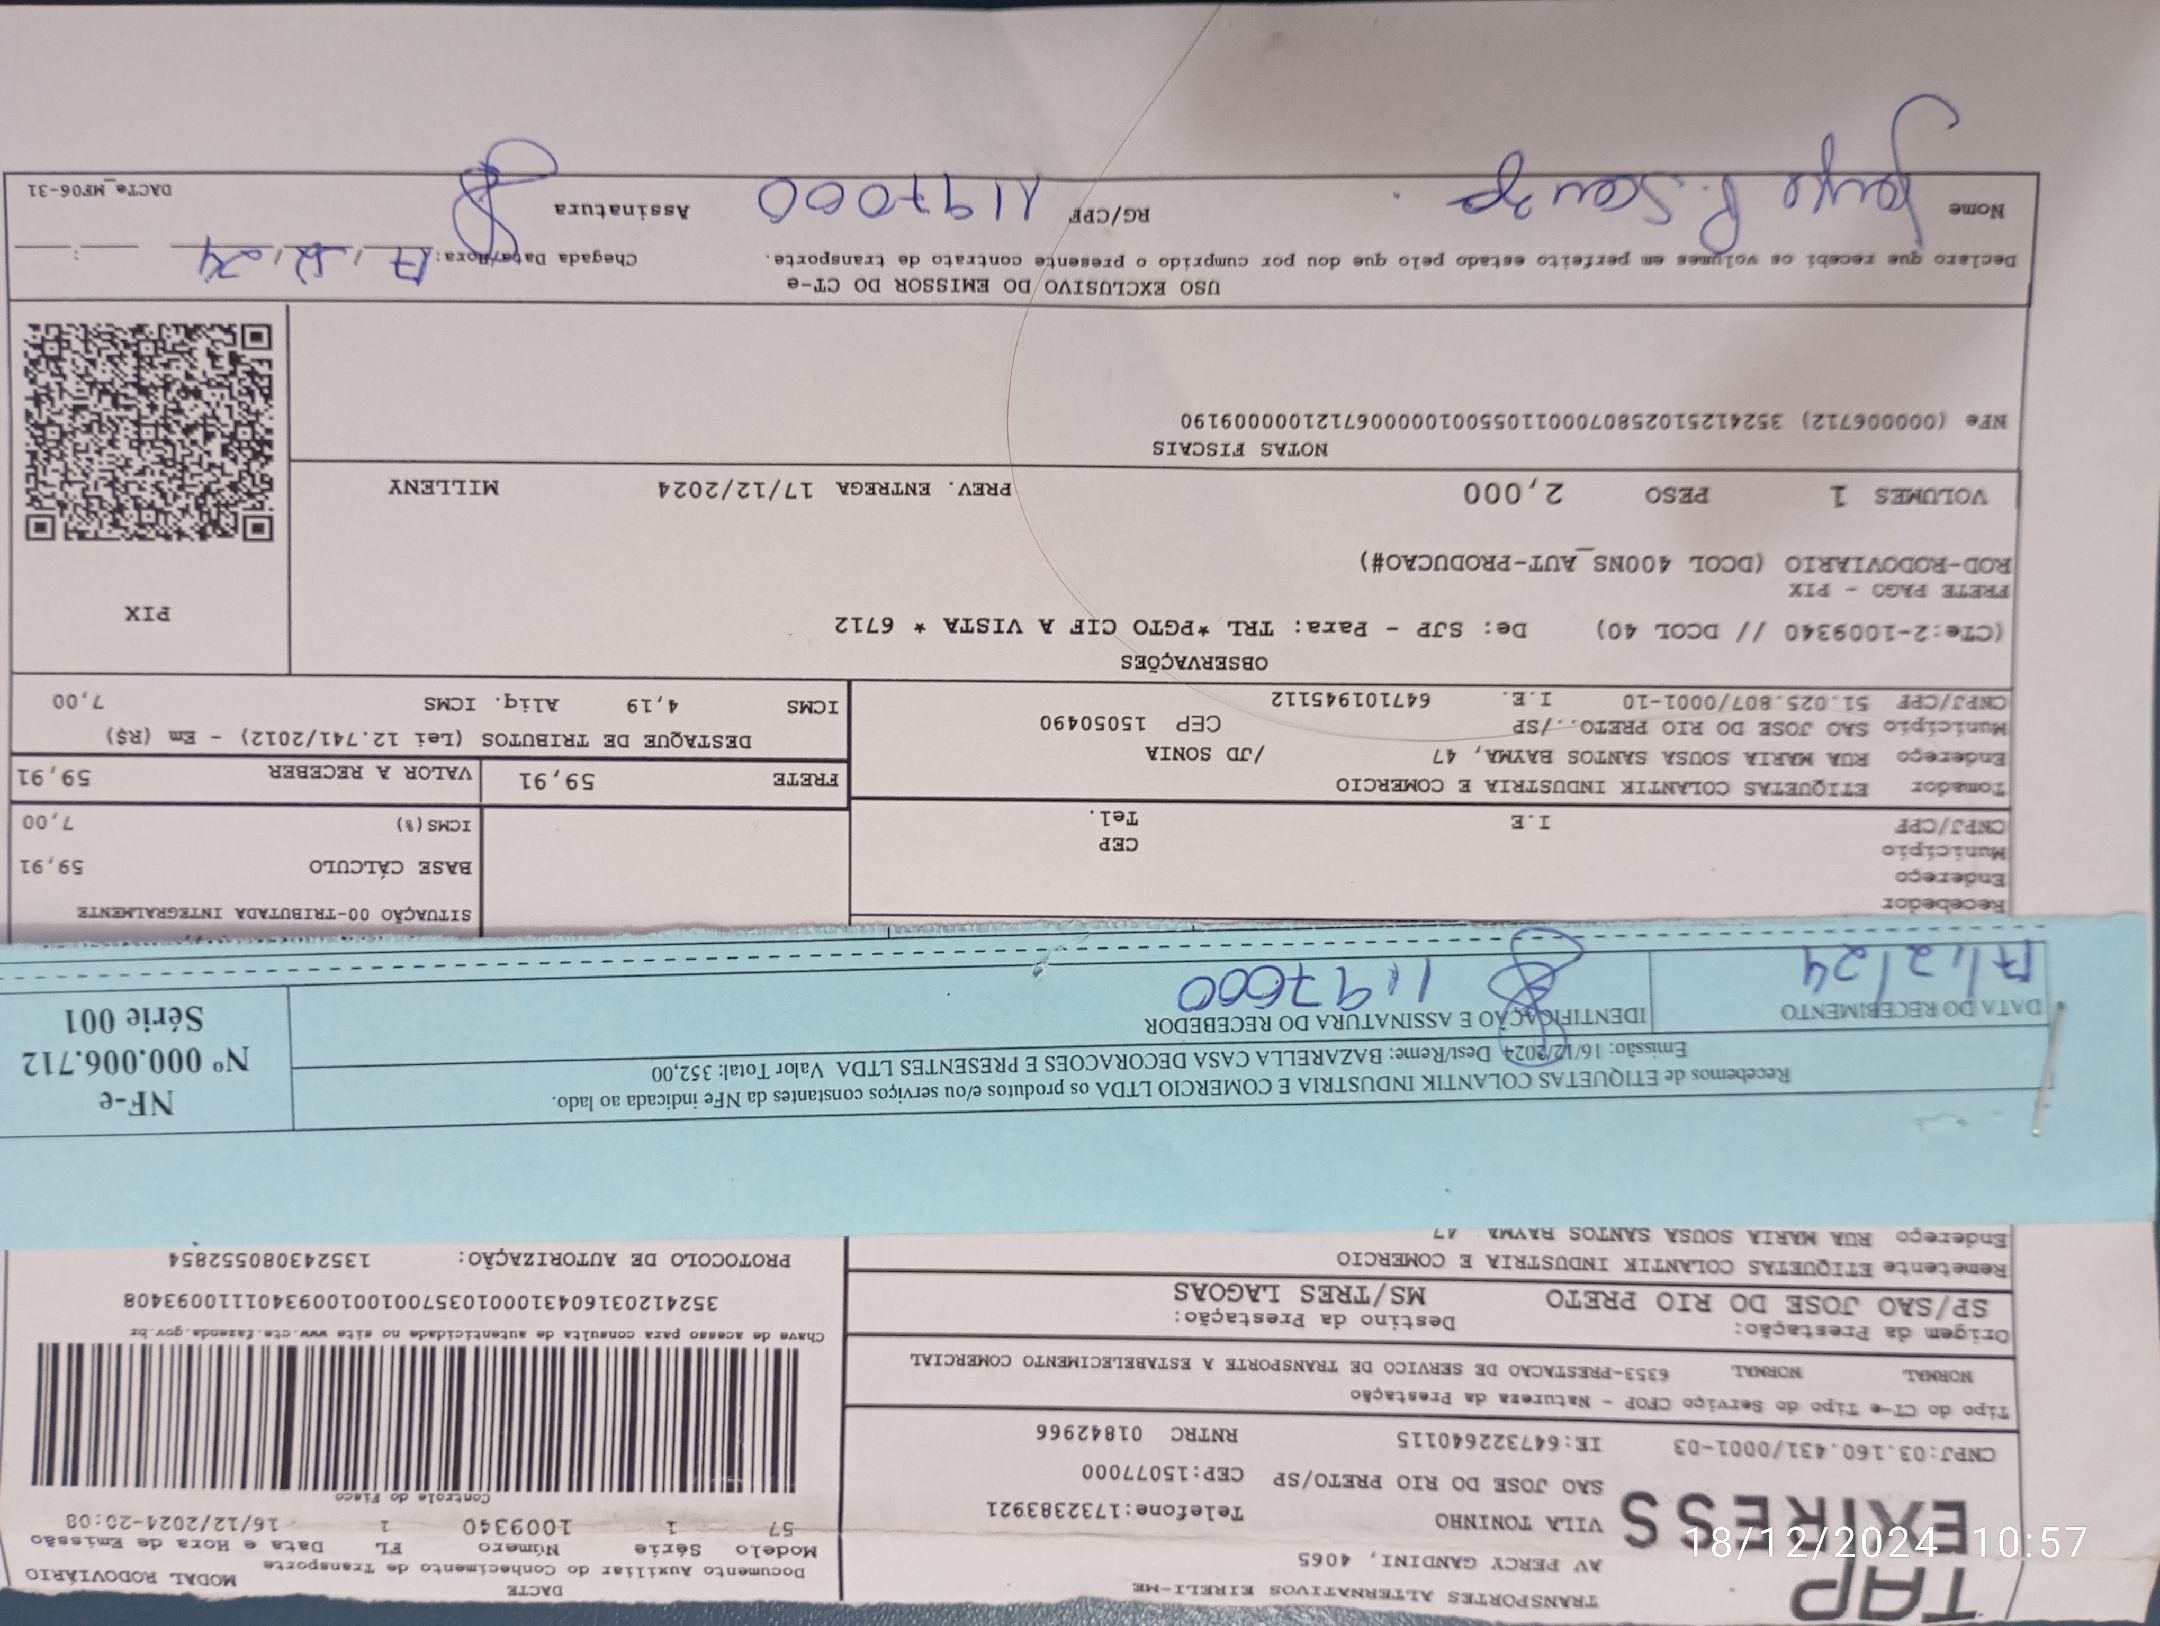 TAP
EXIRESS
TRANSPORTES ALTERNATIVOS EIRELI-ME
AV PERCY GANDINI, 4065
VILA TONINHO Telefone:1732383921
SAO JOSE DO RIO PRETO/SP CEP:15077000
CNPJ:03.160.431/0001-03 IE:647322640115 RNTRC 01842966
DACTE
Documento Auxiliar do Conhecimento de Transporte
MODAL RODOVIÁRIO
Modelo Série Número FL Data e Hora de Emissão
57 1 1009340 1 16/12/2024-20:08
Controle do Fisco
Chave de acesso para consulta de autenticidade no site www.cte.fazenda.gov.br
35241203160431000103570010010093401110093408
PROTOCOLO DE AUTORIZAÇÃO: 135243080552854
Tipo do CT-e Tipo do Serviço CFOP - Natureza da Prestação
NORMAL NORMAL 6353-PRESTACAO DE SERVICO DE TRANSPORTE A ESTABELECIMENTO COMERCIAL
Origem da Prestação: Destino da Prestação:
SP/SAO JOSE DO RIO PRETO MS/TRES LAGOAS
Remetente ETIQUETAS COLANTIK INDUSTRIA E COMERCIO
Endereço RUA MARIA SOUSA SANTOS BAYMA 47
Recebemos de ETIQUETAS COLANTIK INDUSTRIA E COMERCIO LTDA os produtos e/ou serviços constantes da NFe indicada ao lado.
Emissão: 16/12/2024 Dest/Reme: BAZARELLA CASA DECORACOES E PRESENTES LTDA Valor Total: 352,00
DATA DO RECEBIMENTO
17/12/24
IDENTIFICAÇÃO E ASSINATURA DO RECEBEDOR
1197000
NF-e
Nº 000.006.712
Série 001
Recebedor
Endereço
Município CEP
CNPJ/CPF I.E Tel.
SITUAÇÃO 00-TRIBUTADA INTEGRALMENTE
BASE CÁLCULO 59,91
ICMS(%) 7,00
Tomador ETIQUETAS COLANTIK INDUSTRIA E COMERCIO
Endereço RUA MARIA SOUSA SANTOS BAYMA, 47 /JD SONIA
Município SAO JOSE DO RIO PRETO../SP CEP 15050490
CNPJ/CPF 51.025.807/0001-10 I.E. 647101945112
FRETE 59,91 VALOR A RECEBER 59,91
DESTAQUE DE TRIBUTOS (Lei 12.741/2012) - Em (R$)
ICMS 4,19 Aliq. ICMS 7,00
OBSERVAÇÕES
(CTe:2-1009340 // DCOL 40) De: SJP - Para: TRL *PGTO CIF A VISTA * 6712
FRETE PAGO - PIX
ROD-RODOVIARIO (DCOL 400NS_AUT-PRODUCAO#)
PIX
VOLUMES 1 PESO 2,000 PREV. ENTREGA 17/12/2024 MILLENY
NOTAS FISCAIS
NFe (000006712) 35241251025807000110550010000067121000009190
USO EXCLUSIVO DO EMISSOR DO CT-e
Declaro que recebi os volumes em perfeito estado pelo que dou por cumprido o presente contrato de transporte.
Chegada Data/Hora: 17/12/24 :
Nome P. Souza RG/CPF 1197000 Assinatura
DACTe_MF06-31
18/12/2024 10:57